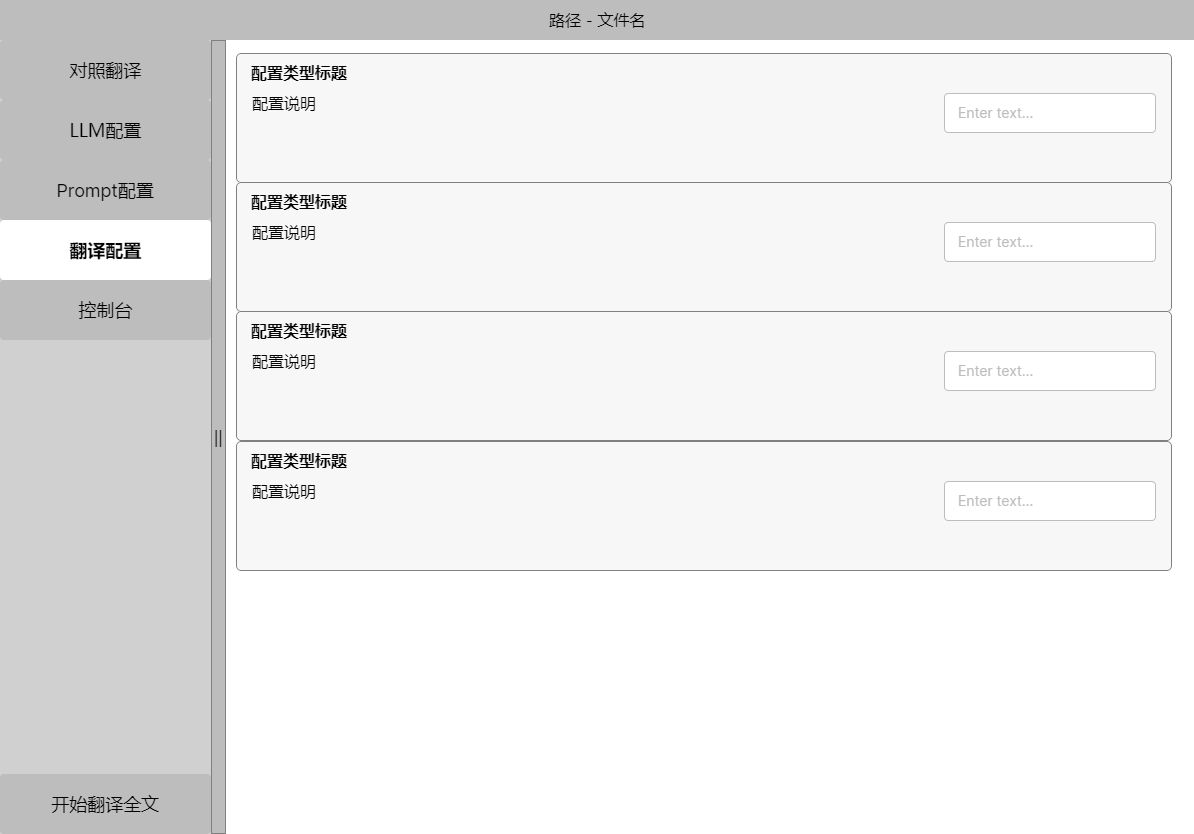 路径 - 文件名
对照翻译
LLM配置
Prompt配置
翻译配置
控制台
开始翻译全文
||
配置类型标题
配置说明
Enter text...
配置类型标题
配置说明
Enter text...
配置类型标题
配置说明
Enter text...
配置类型标题
配置说明
Enter text...